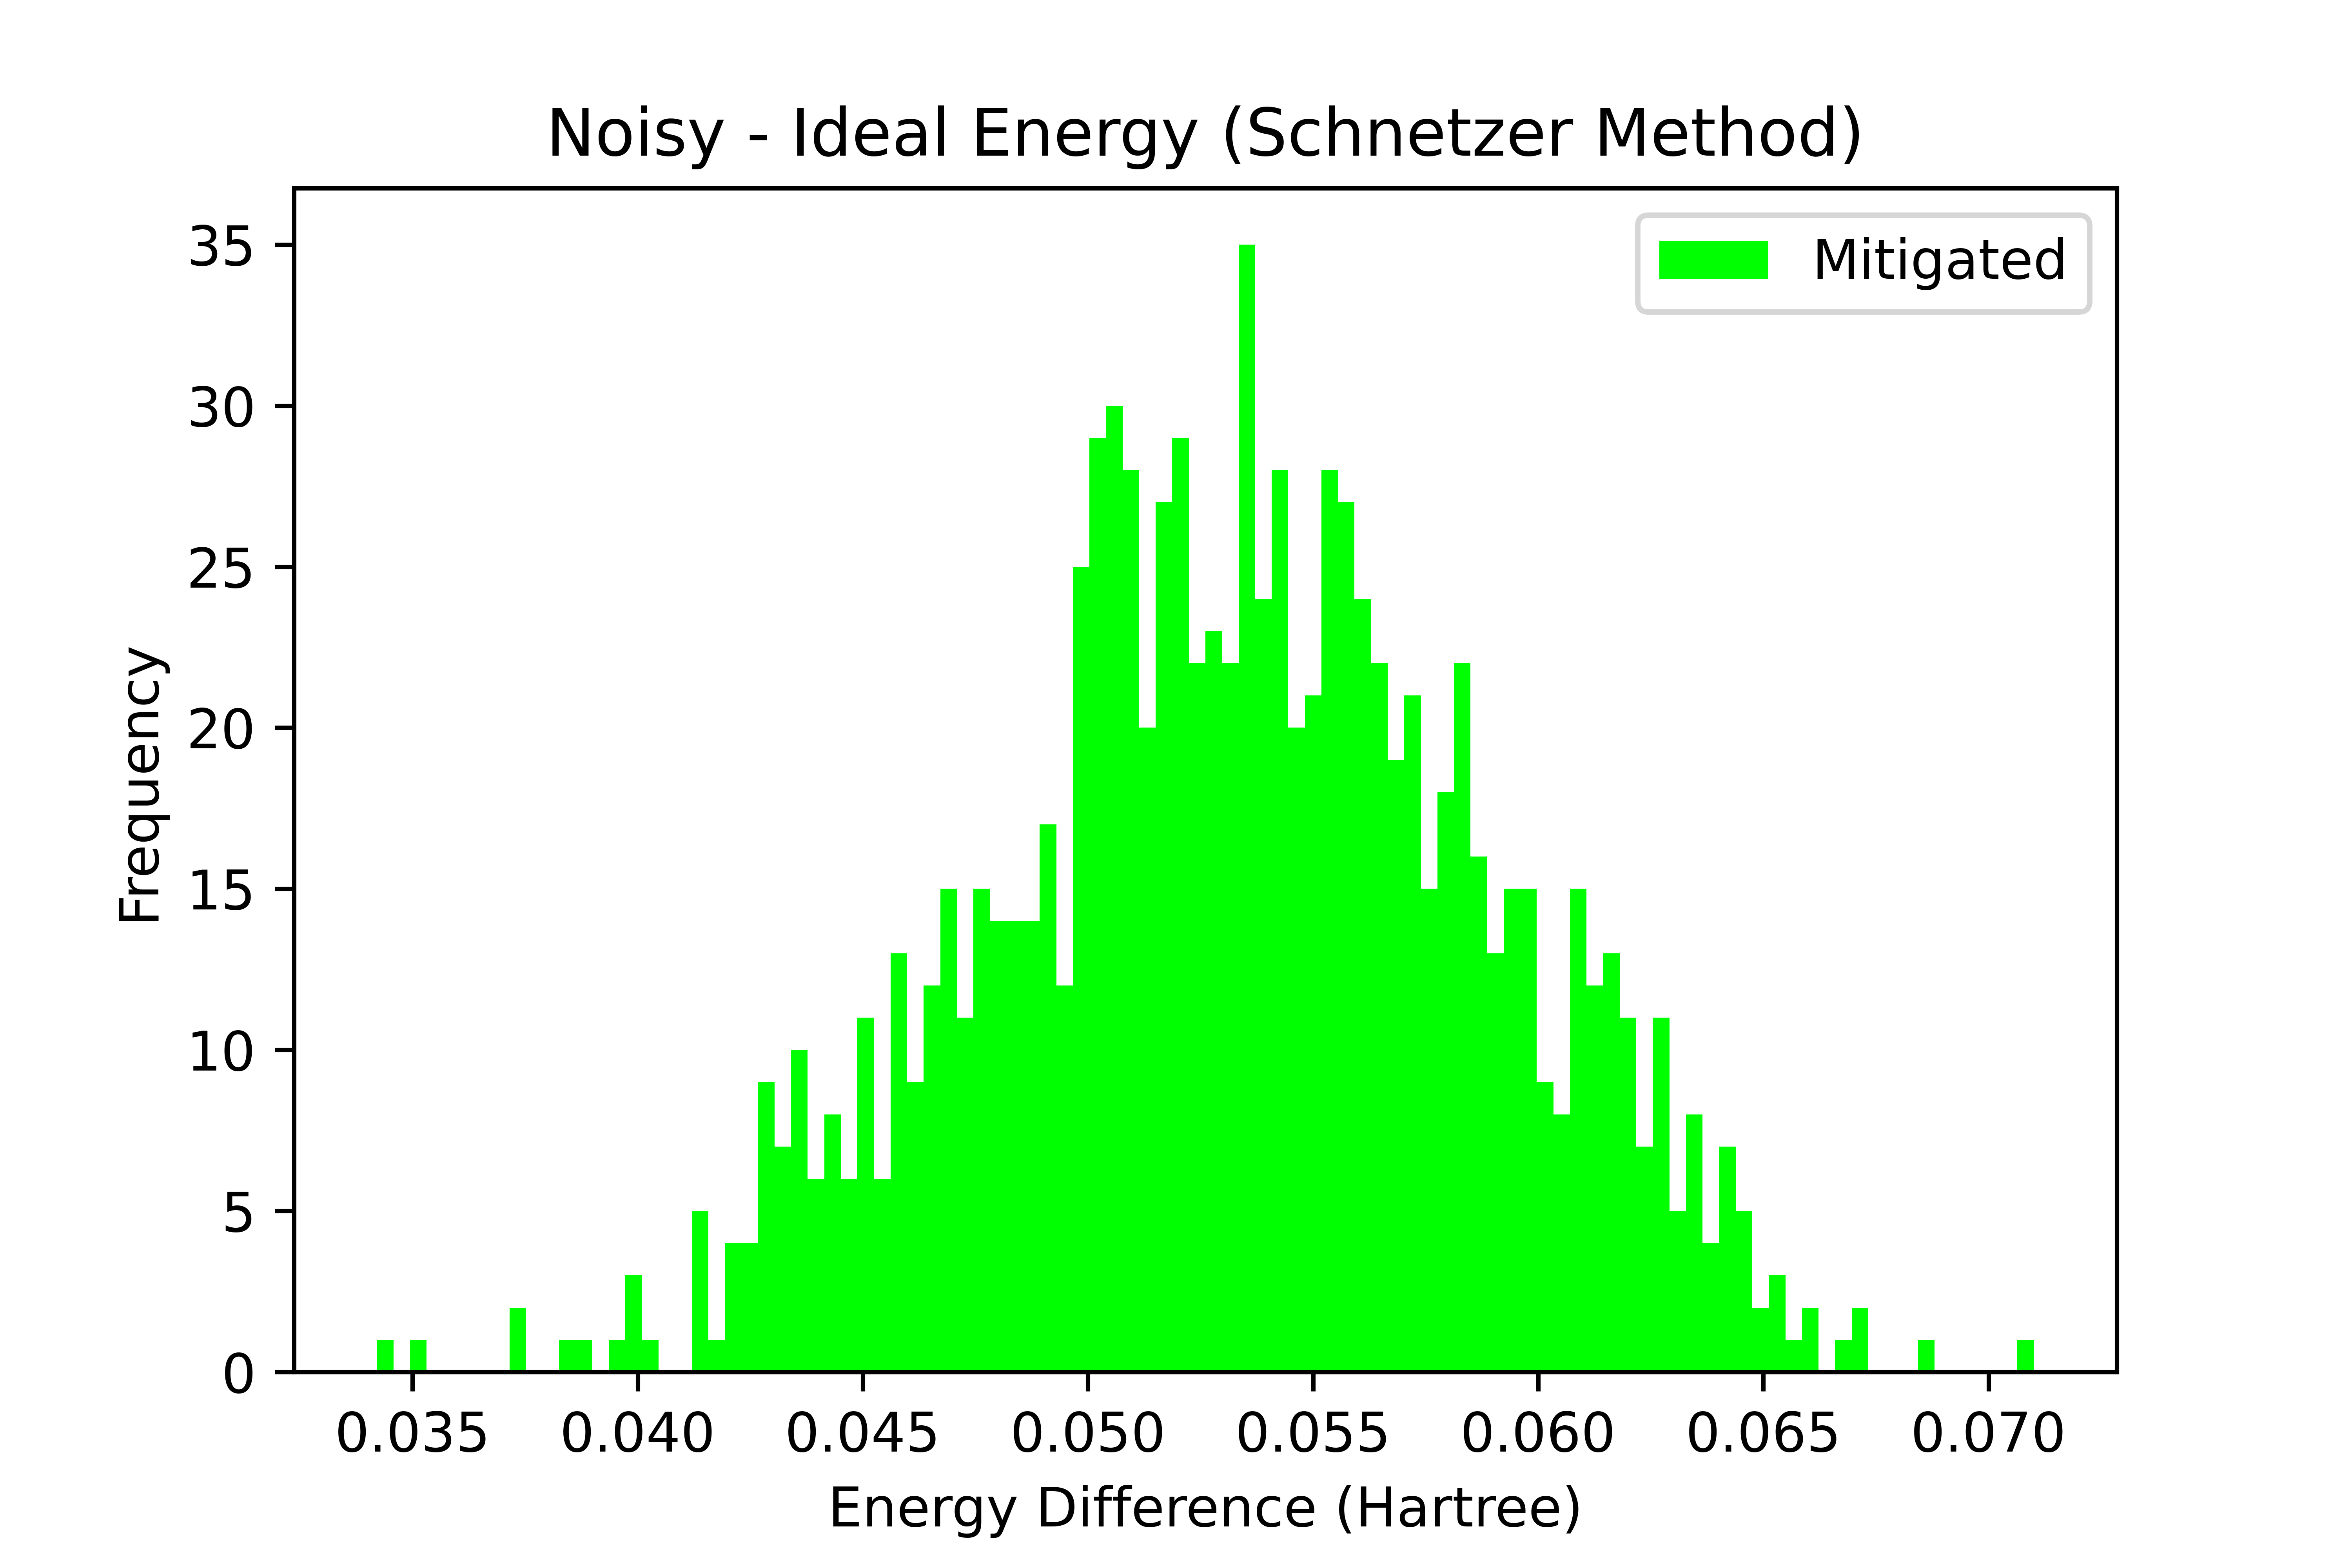 Noisy - Ideal Energy (Schnetzer Method)
Mitigated
35
30
25
20
15
10
5
0
Frequency
0.035 0.040 0.045 0.050 0.055 0.060 0.065 0.070
Energy Difference (Hartree)